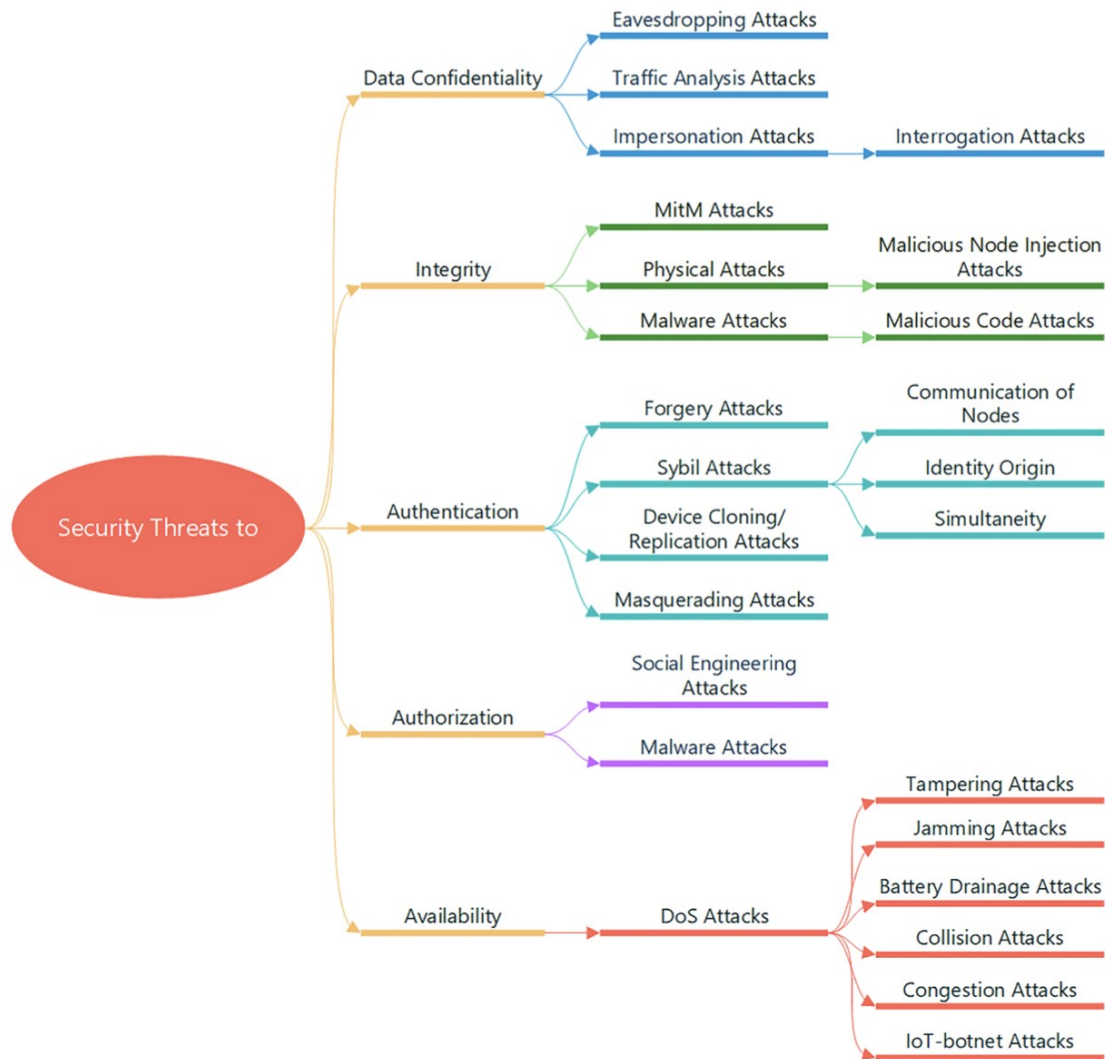 Security Threats to
Data Confidentiality
Eavesdropping Attacks
Traffic Analysis Attacks
Impersonation Attacks
Interrogation Attacks
Integrity
MitM Attacks
Physical Attacks
Malicious Node Injection
Attacks
Malware Attacks
Malicious Code Attacks
Authentication
Forgery Attacks
Sybil Attacks
Communication of
Nodes
Identity Origin
Simultaneity
Device Cloning/
Replication Attacks
Masquerading Attacks
Authorization
Social Engineering
Attacks
Malware Attacks
Availability
DoS Attacks
Tampering Attacks
Jamming Attacks
Battery Drainage Attacks
Collision Attacks
Congestion Attacks
IoT-botnet Attacks